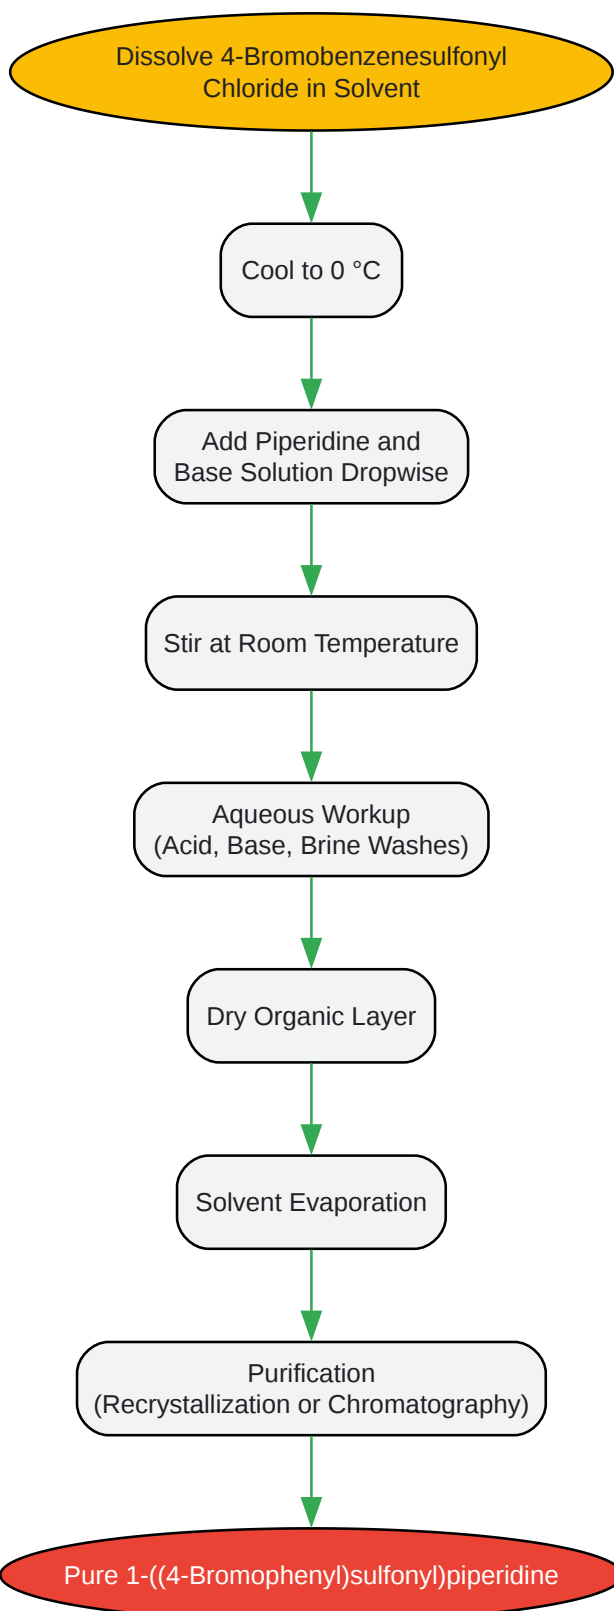 Dissolve 4-Bromobenzenesulfonyl
Chloride in Solvent
Cool to 0 °C
Add Piperidine and
Base Solution Dropwise
Stir at Room Temperature
Aqueous Workup
(Acid, Base, Brine Washes)
Dry Organic Layer
Solvent Evaporation
Purification
(Recrystallization or Chromatography)
Pure 1-((4-Bromophenyl)sulfonyl)piperidine